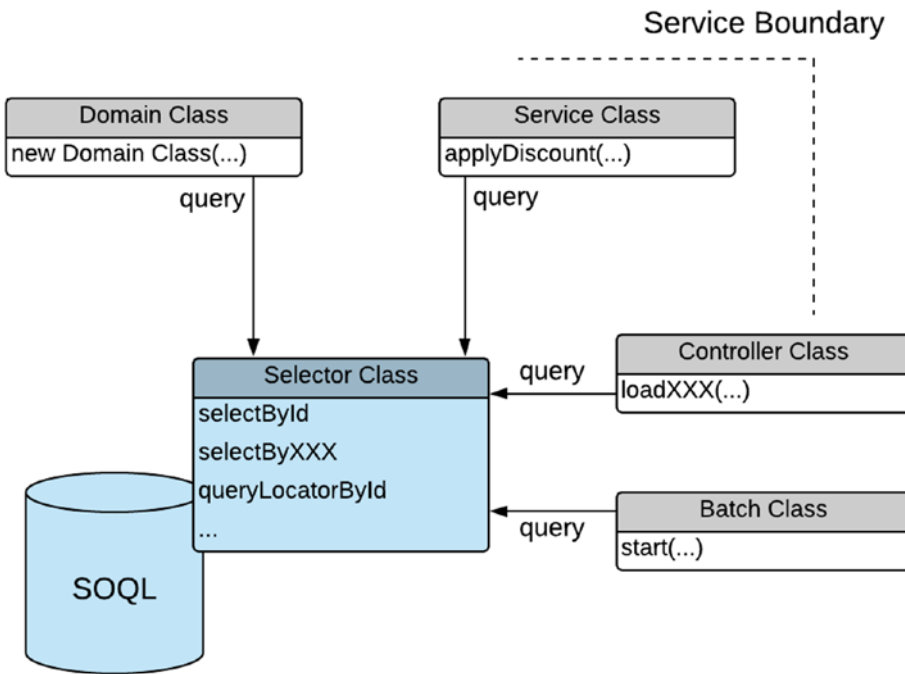 Service Boundary
Domain Class
new Domain Class(...)
Service Class
applyDiscount(...)
query
query
Selector Class
selectById
selectByXXX
queryLocatorById
...
query
Controller Class
loadXXX(...)
query
Batch Class
start(...)
SOQL